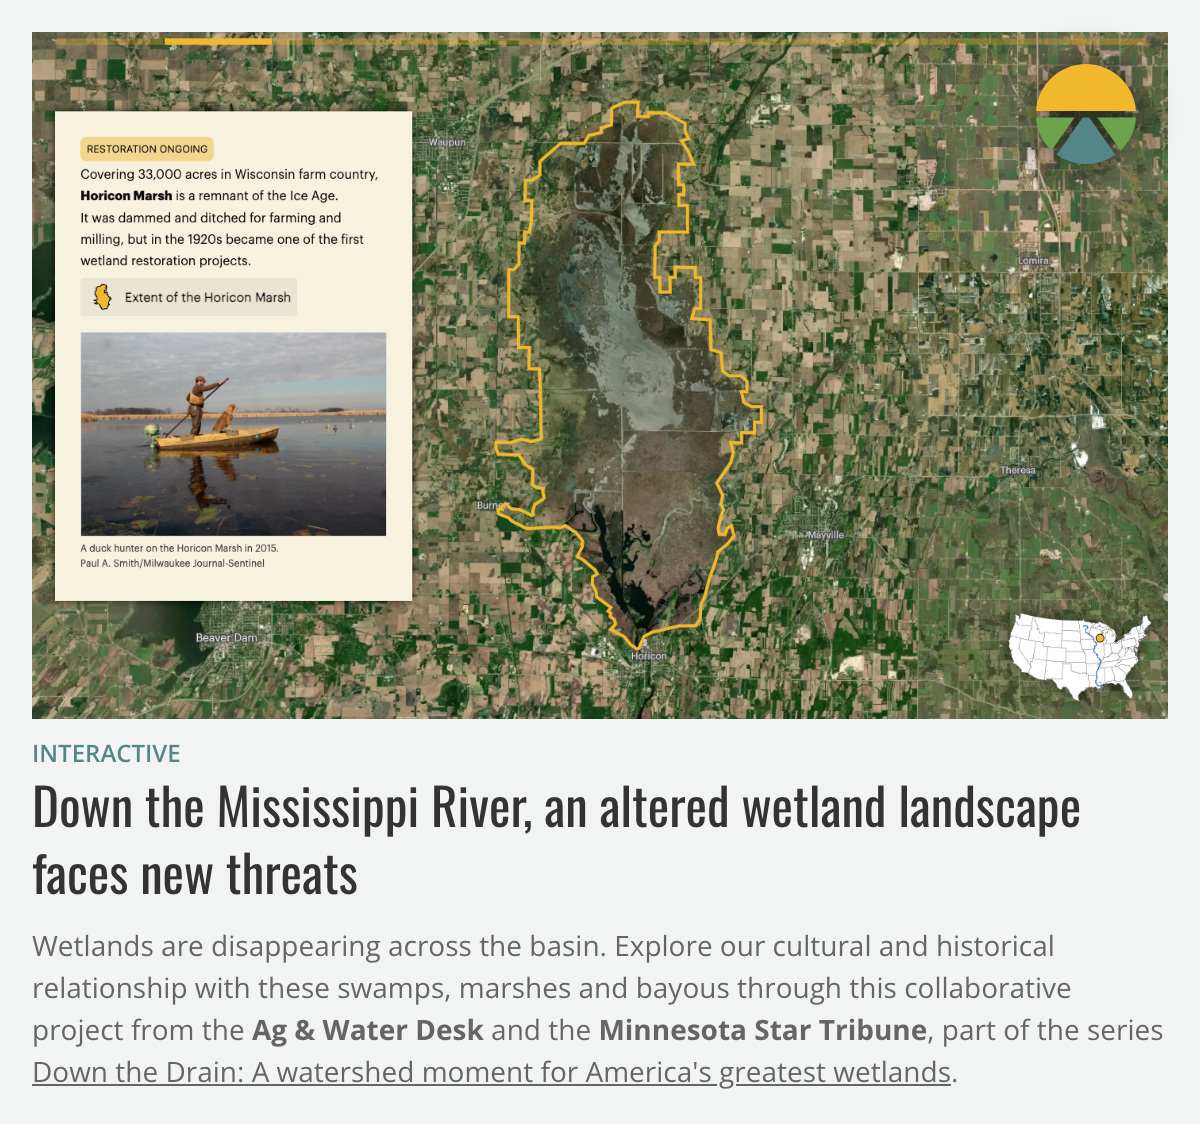 RESTORATION ONGOING
Covering 33,000 acres in Wisconsin farm country,
Horicon Marsh is a remnant of the Ice Age.
It was dammed and ditched for farming and
milling, but in the 1920s became one of the first
wetland restoration projects.
Extent of the Horicon Marsh
A duck hunter on the Horicon Marsh in 2015.
Paul A. Smith/Milwaukee Journal-Sentinel
Waupun
Lomira
Theresa
Mayville
Beaver Dam
Horicon
INTERACTIVE
Down the Mississippi River, an altered wetland landscape
faces new threats
Wetlands are disappearing across the basin. Explore our cultural and historical
relationship with these swamps, marshes and bayous through this collaborative
project from the Ag & Water Desk and the Minnesota Star Tribune, part of the series
Down the Drain: A watershed moment for America's greatest wetlands.